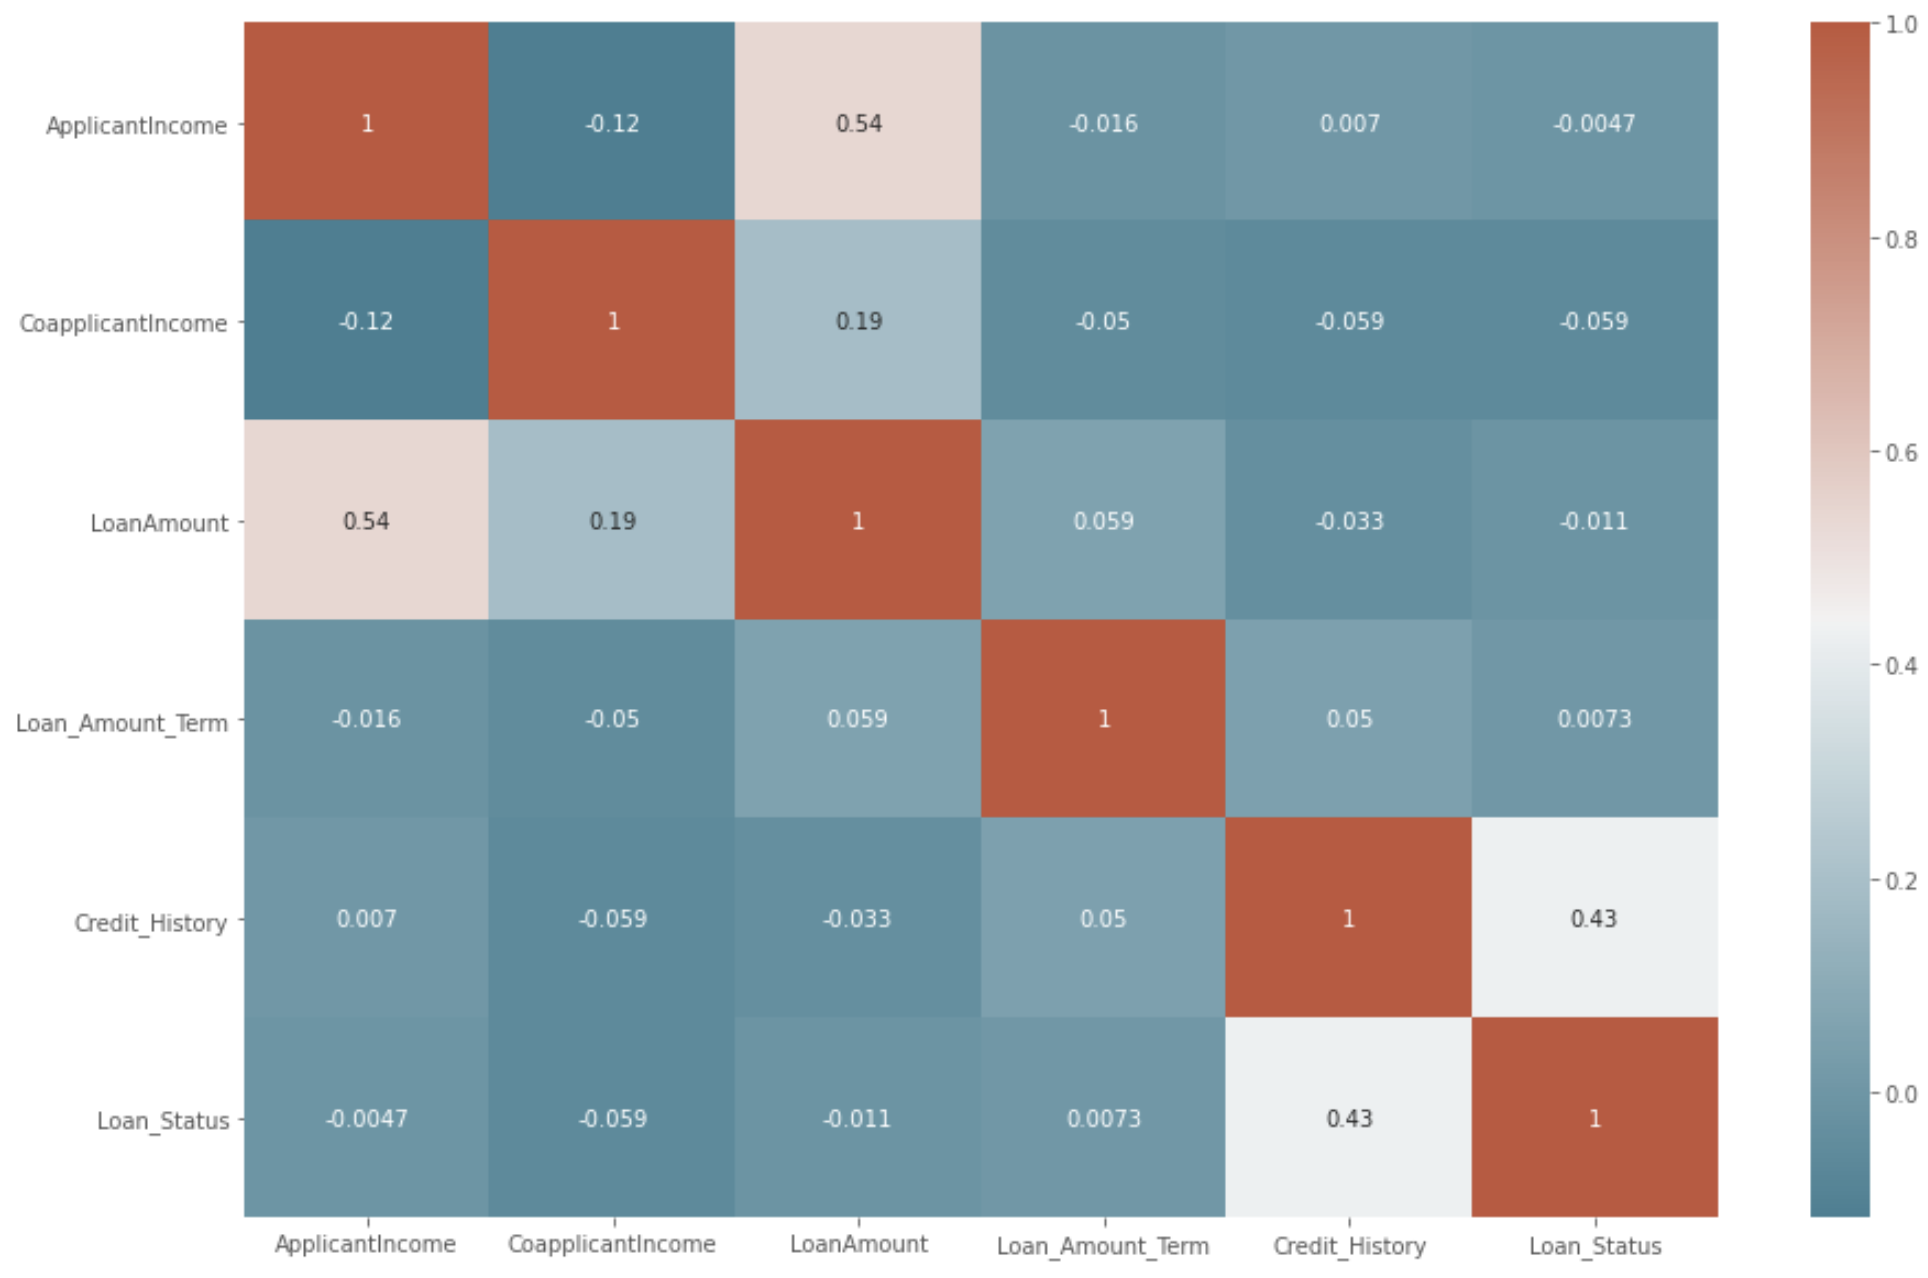 ApplicantIncome 1 -0.12 0.54 -0.016 0.007 -0.0047
CoapplicantIncome -0.12 1 0.19 -0.05 -0.059 -0.059
LoanAmount 0.54 0.19 1 0.059 -0.033 -0.011
Loan_Amount_Term -0.016 -0.05 0.059 1 0.05 0.0073
Credit_History 0.007 -0.059 -0.033 0.05 1 0.43
Loan_Status -0.0047 -0.059 -0.011 0.0073 0.43 1
ApplicantIncome CoapplicantIncome LoanAmount Loan_Amount_Term Credit_History Loan_Status
1.0
0.8
0.6
0.4
0.2
0.0